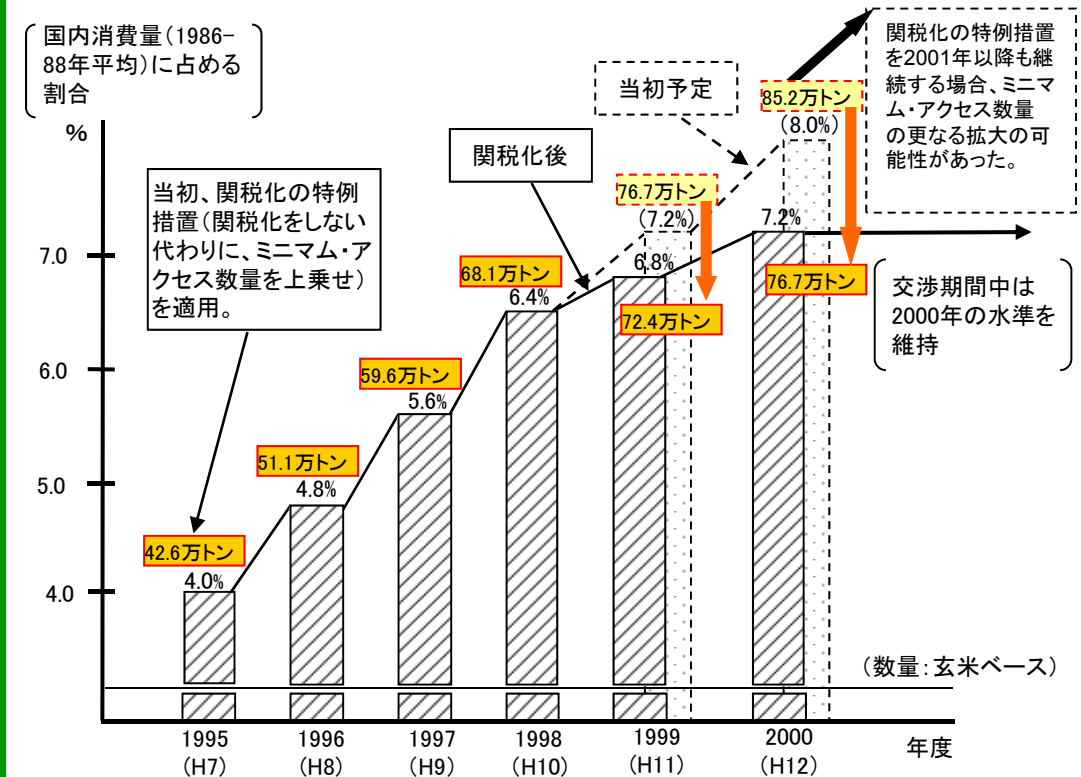 国内消費量(1986-
88年平均)に占める
割合
%
当初、関税化の特例
措置(関税化をしない
代わりに、ミニマム・ア
クセス数量を上乗せ)
を適用。
関税化後
当初予定
関税化の特例措置
を2001年以降も継
続する場合、ミニマ
ム・アクセス数量
の更なる拡大の可
能性があった。
85.2万トン
(8.0%)
76.7万トン
(7.2%)
7.2%
7.0
68.1万トン
6.8%
6.4%
76.7万トン
72.4万トン
交渉期間中は
2000年の水準を
維持
6.0
59.6万トン
5.6%
51.1万トン
5.0
4.8%
42.6万トン
4.0%
4.0
(数量:玄米ベース)
1995
(H7)
1996
(H8)
1997
(H9)
1998
(H10)
1999
(H11)
2000
(H12)
年度